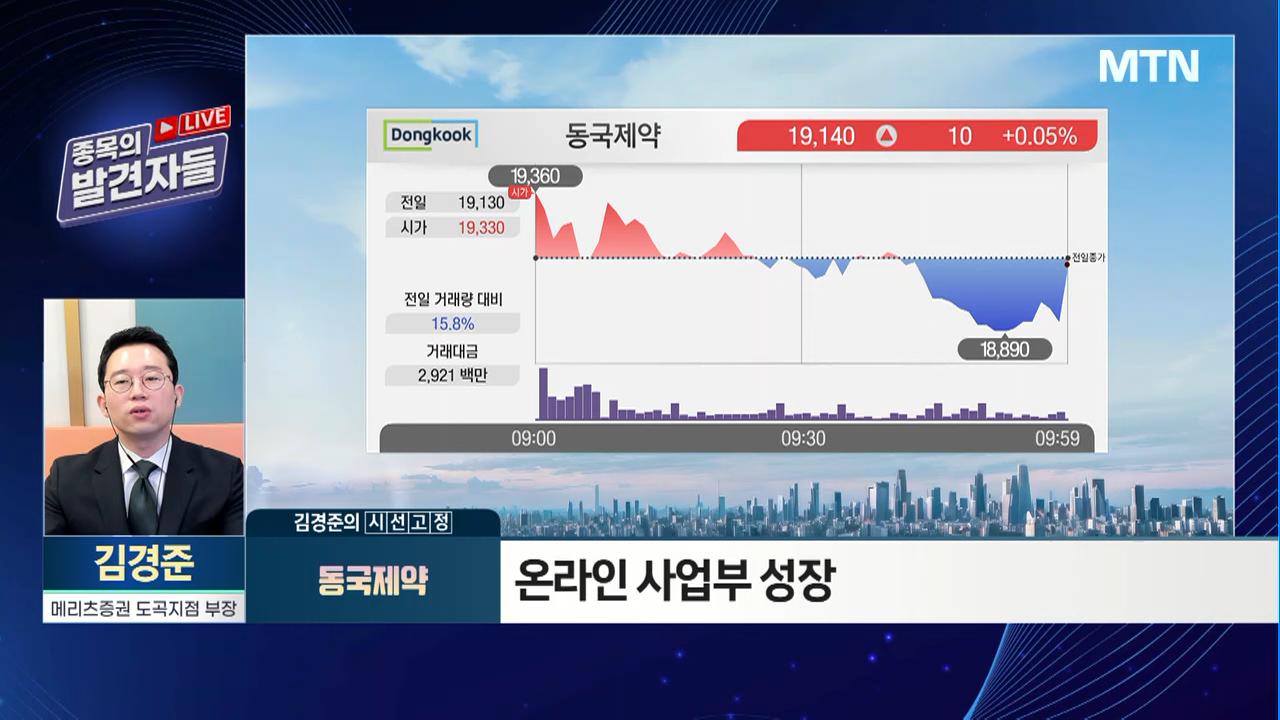 MTN
LIVE
종목의
발견자들
Dongkook
동국제약
19,140 ▲ 10 +0.05%
19,360
시가
전일 19,130
시가 19,330
전일종가
전일 거래량 대비
15.8%
거래대금
2,921 백만
18,890
09:00 09:30 09:59
김경준의 시선고정
동국제약
온라인 사업부 성장
김경준
메리츠증권 도곡지점 부장